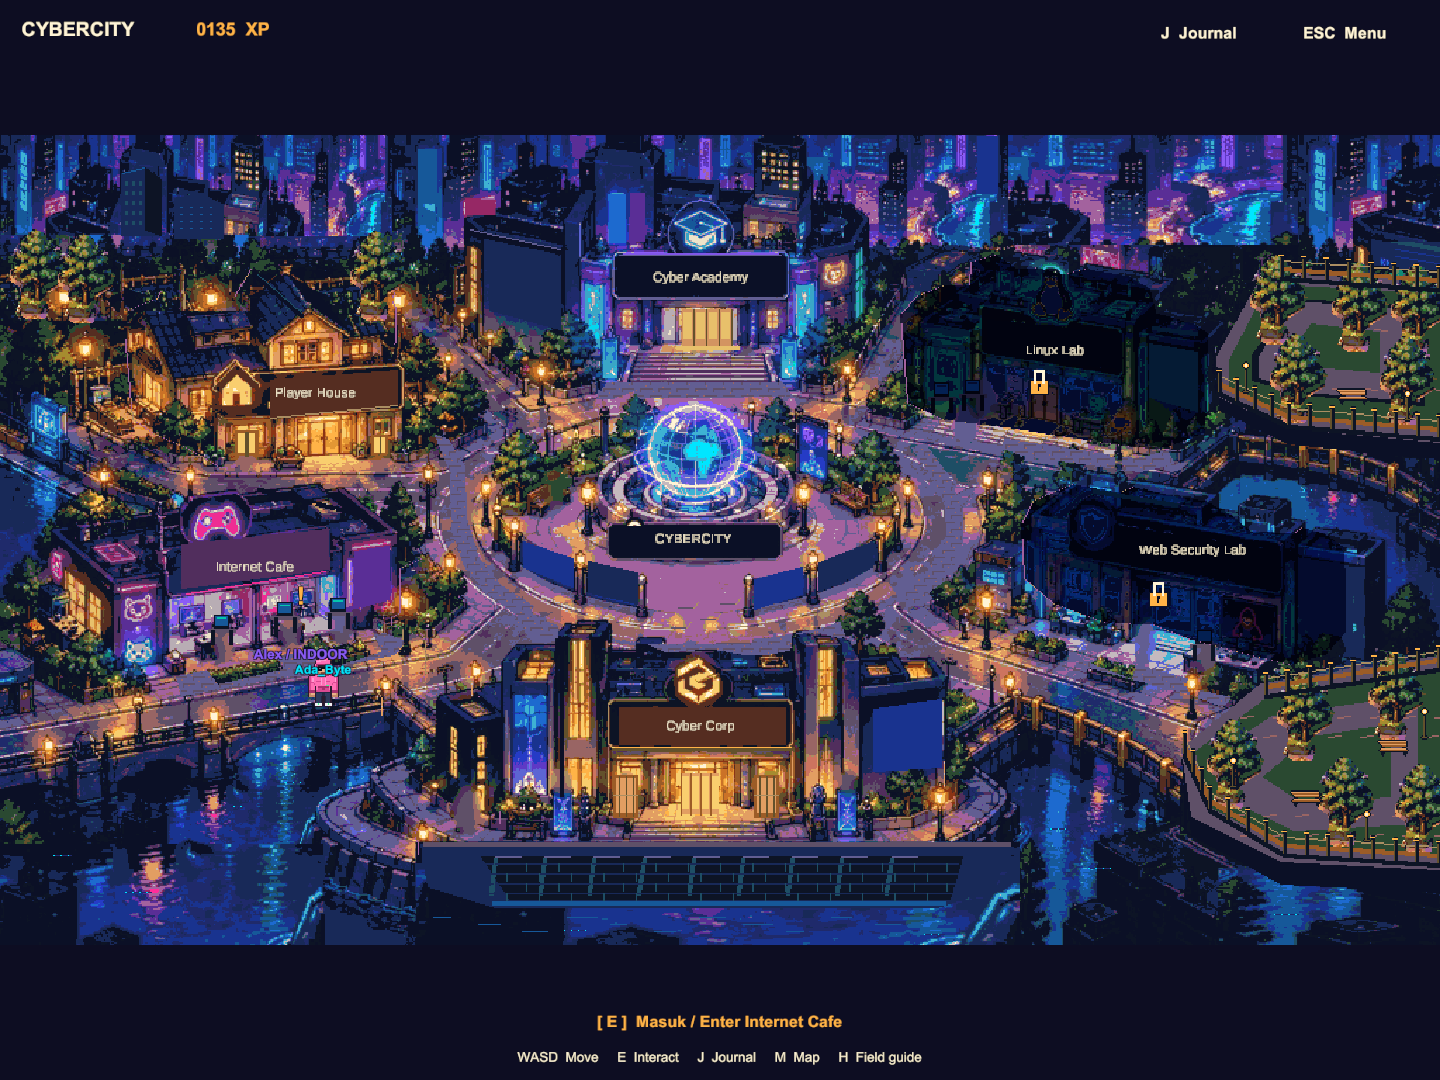 CYBERCITY 0135 XP J Journal ESC Menu
Cyber Academy
Linux Lab
Player House
CYBERCITY
Web Security Lab
Internet Cafe
!
Alex / INDOOR
Ada_Byte
Cyber Corp
[ E ] Masuk / Enter Internet Cafe
WASD Move E Interact J Journal M Map H Field guide